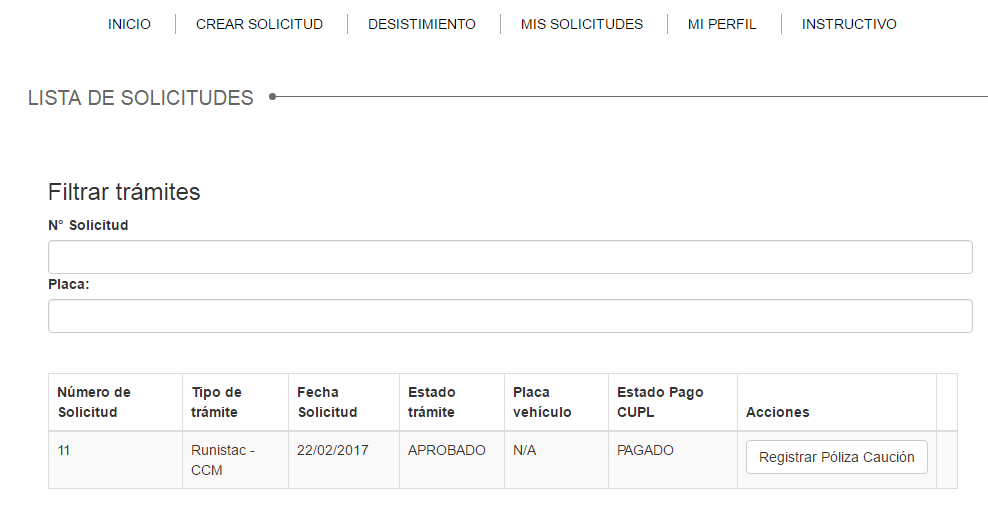 INICIO CREAR SOLICITUD DESISTIMIENTO MIS SOLICITUDES MI PERFIL INSTRUCTIVO
LISTA DE SOLICITUDES
Filtrar trámites
N° Solicitud
Placa:
Número de Solicitud Tipo de trámite Fecha Solicitud Estado trámite Placa vehículo Estado Pago CUPL Acciones
11 Runistac - CCM 22/02/2017 APROBADO N/A PAGADO Registrar Póliza Caución